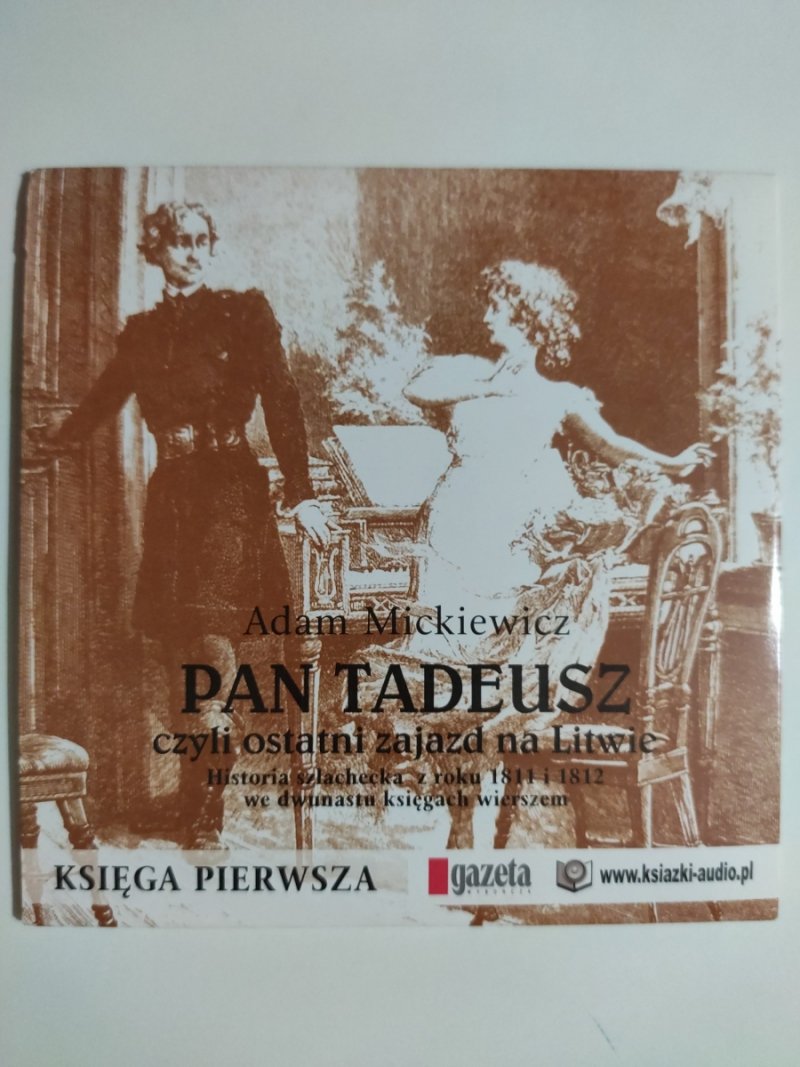 Adam Mickiewicz
PAN TADEUSZ
czyli ostatni zajazd na Litwie
Historia szlachecka z roku 1811 i 1812
we dwunastu księgach wierszem
KSIĘGA PIERWSZA
gazeta
WYBORCZA
www.ksiazki-audio.pl